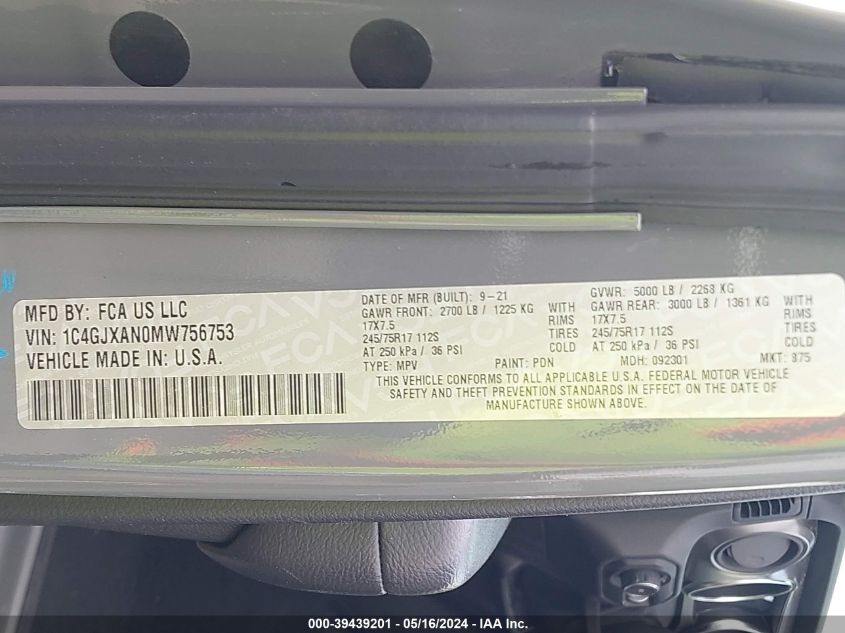 MFD BY: FCA US LLC
VIN: 1C4GJXAN0MW756753
VEHICLE MADE IN: U.S.A.
DATE OF MFR (BUILT): 9-21 GVWR: 5000 LB / 2268 KG
GAWR FRONT: 2700 LB / 1225 KG WITH GAWR REAR: 3000 LB / 1361 KG WITH
17X7.5 RIMS 17X7.5 RIMS
245/75R17 112S TIRES 245/75R17 112S TIRES
AT 250 kPa / 36 PSI COLD AT 250 kPa / 36 PSI COLD
TYPE: MPV PAINT: PDN MDH: 092301 MKT: 875
THIS VEHICLE CONFORMS TO ALL APPLICABLE U.S.A. FEDERAL MOTOR VEHICLE
SAFETY AND THEFT PREVENTION STANDARDS IN EFFECT ON THE DATE OF
MANUFACTURE SHOWN ABOVE.
000-39439201 - 05/16/2024 - IAAI.com